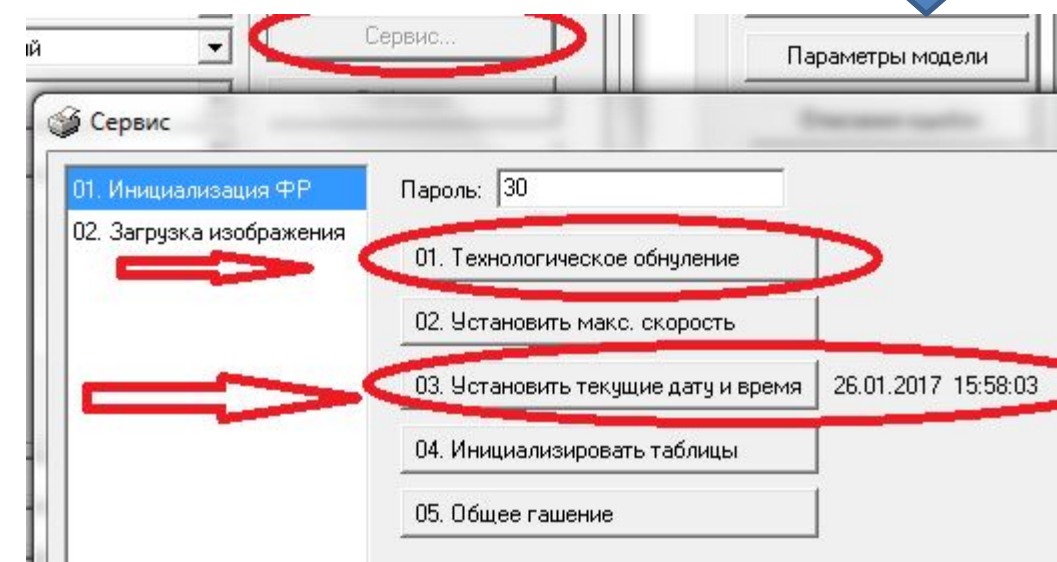 ий
Сервис...
Параметры модели
Сервис
01. Инициализация ФР
02. Загрузка изображения
Пароль: 30
01. Технологическое обнуление
02. Установить макс. скорость
03. Установить текущие дату и время 26.01.2017 15:58:03
04. Инициализировать таблицы
05. Общее гашение